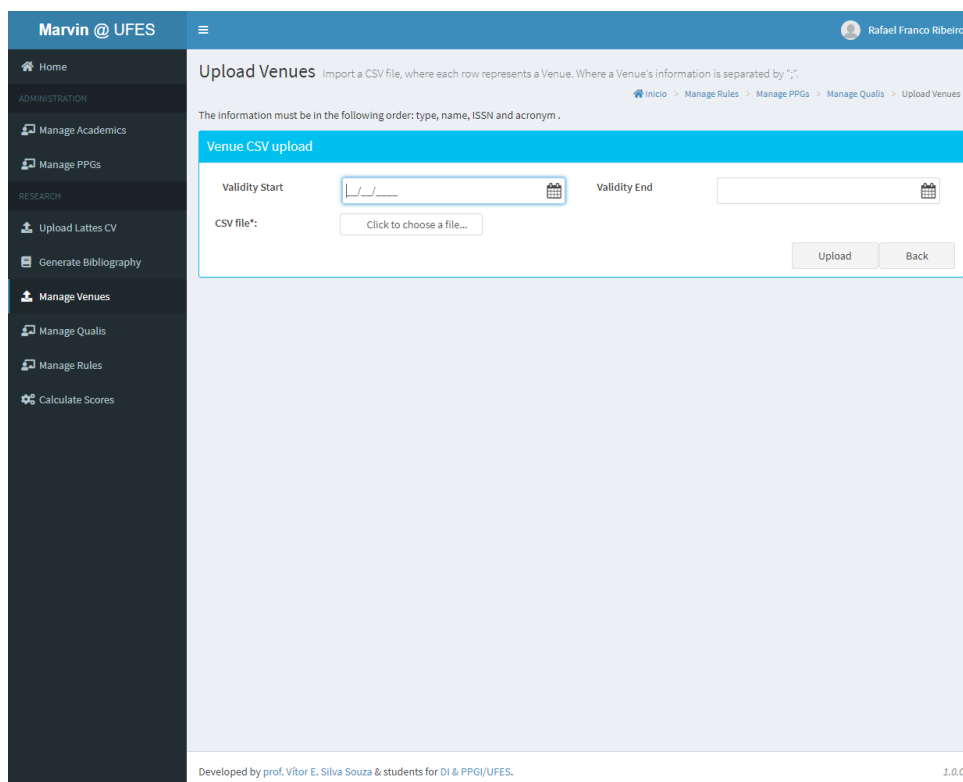 Marvin @ UFES
Rafael Franco Ribeiro
Home
ADMINISTRATION
Manage Academics
Manage PPGs
RESEARCH
Upload Lattes CV
Generate Bibliography
Manage Venues
Manage Qualis
Manage Rules
Calculate Scores
Upload Venues Import a CSV file, where each row represents a Venue. Where a Venue's information is separated by ";".
Inicio > Manage Rules > Manage PPGs > Manage Qualis > Upload Venues
The information must be in the following order: type, name, ISSN and acronym .
Venue CSV upload
Validity Start __/__/____ Validity End
CSV file*: Click to choose a file...
Upload Back
Developed by prof. Vítor E. Silva Souza & students for DI & PPGI/UFES. 1.0.0